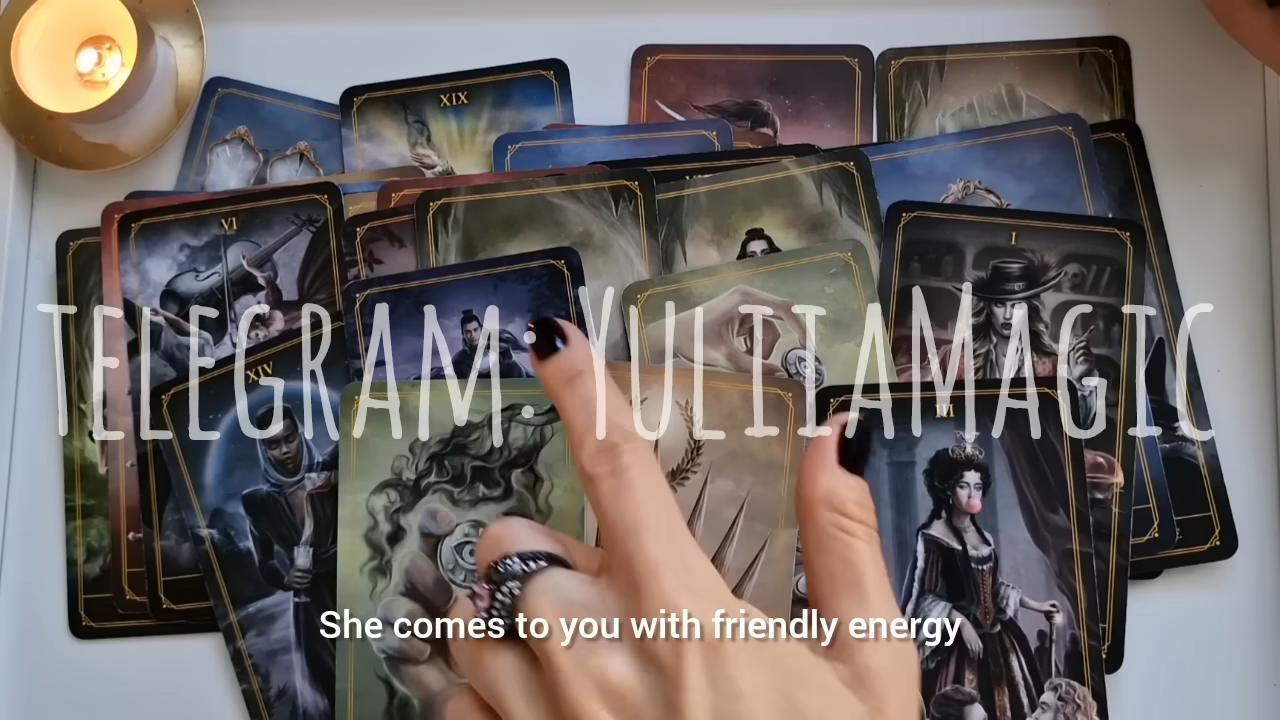 XIX
VI
I
TELEGRAM: YULIIAMAGIC
XIV
III
She comes to you with friendly energy